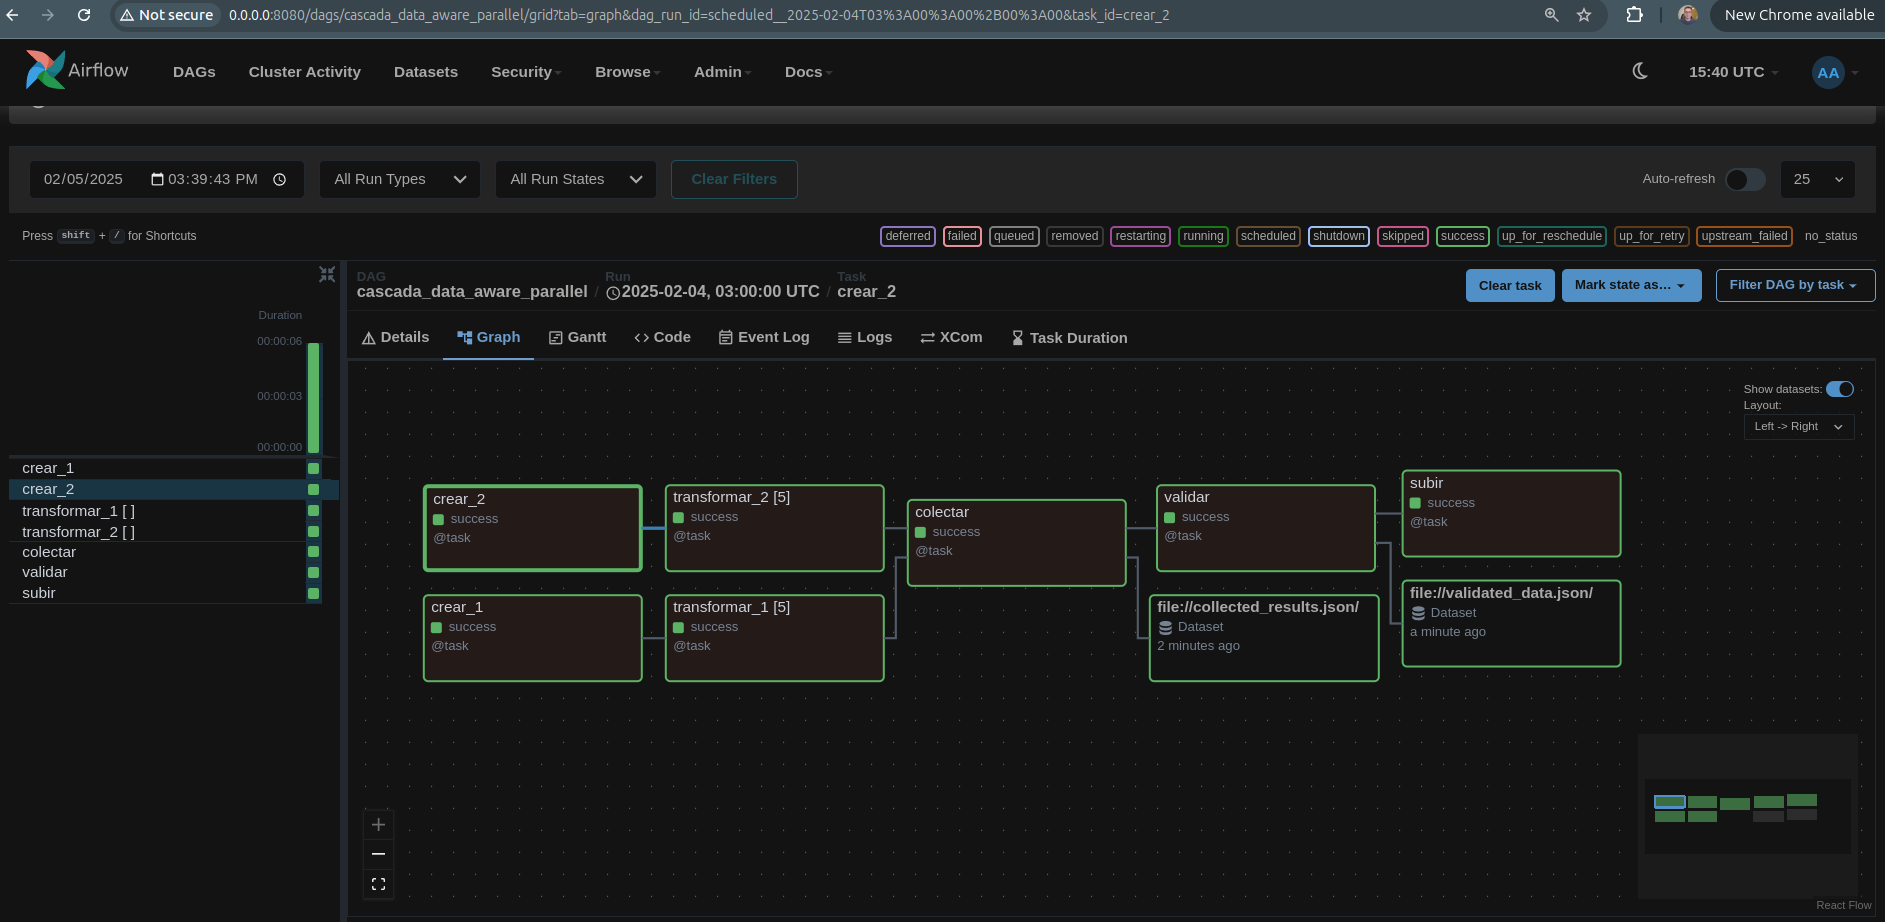 Not secure
0.0.0.0:8080/dags/cascada_data_aware_parallel/grid?tab=graph&dag_run_id=scheduled__2025-02-04T03%3A00%3A00%2B00%3A00&task_id=crear_2
New Chrome available
Airflow
DAGs
Cluster Activity
Datasets
Security
Browse
Admin
Docs
15:40 UTC
AA
02/05/2025 03:39:43 PM
All Run Types
All Run States
Clear Filters
Auto-refresh
25
Press shift + / for Shortcuts
deferred
failed
queued
removed
restarting
running
scheduled
shutdown
skipped
success
up_for_reschedule
up_for_retry
upstream_failed
no_status
DAG
cascada_data_aware_parallel
/
Run
2025-02-04, 03:00:00 UTC
/
Task
crear_2
Clear task
Mark state as...
Filter DAG by task
Duration
00:00:06
00:00:03
00:00:00
crear_1
crear_2
transformar_1 [ ]
transformar_2 [ ]
colectar
validar
subir
Details
Graph
Gantt
Code
Event Log
Logs
XCom
Task Duration
Show datasets:
Layout:
Left -> Right
crear_2
success
@task
transformar_2 [5]
success
@task
colectar
success
@task
validar
success
@task
subir
success
@task
crear_1
success
@task
transformar_1 [5]
success
@task
file://collected_results.json/
Dataset
2 minutes ago
file://validated_data.json/
Dataset
a minute ago
React Flow